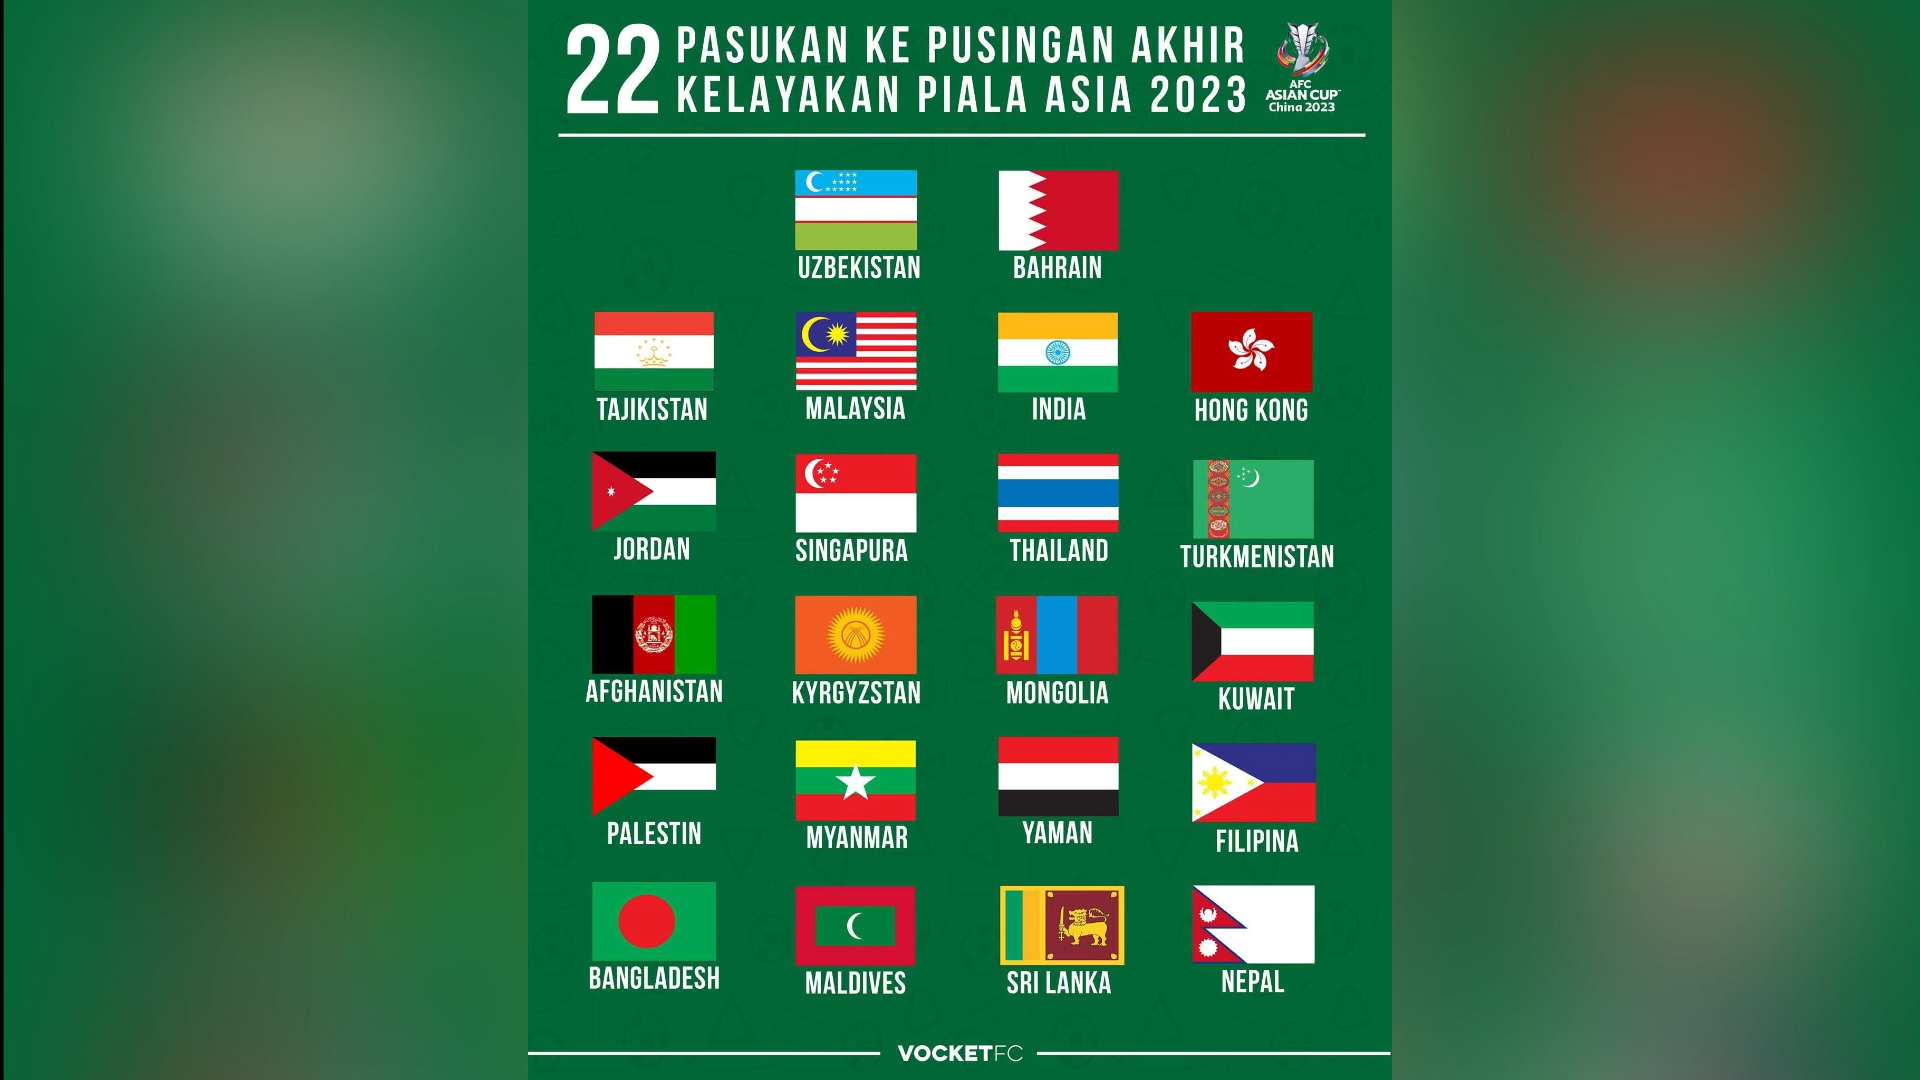 22 PASUKAN KE PUSINGAN AKHIR
KELAYAKAN PIALA ASIA 2023
AFC
ASIAN CUP™
China 2023
UZBEKISTAN
BAHRAIN
TAJIKISTAN
MALAYSIA
INDIA
HONG KONG
JORDAN
SINGAPURA
THAILAND
TURKMENISTAN
AFGHANISTAN
KYRGYZSTAN
MONGOLIA
KUWAIT
PALESTIN
MYANMAR
YAMAN
FILIPINA
BANGLADESH
MALDIVES
SRI LANKA
NEPAL
VOCKETFC